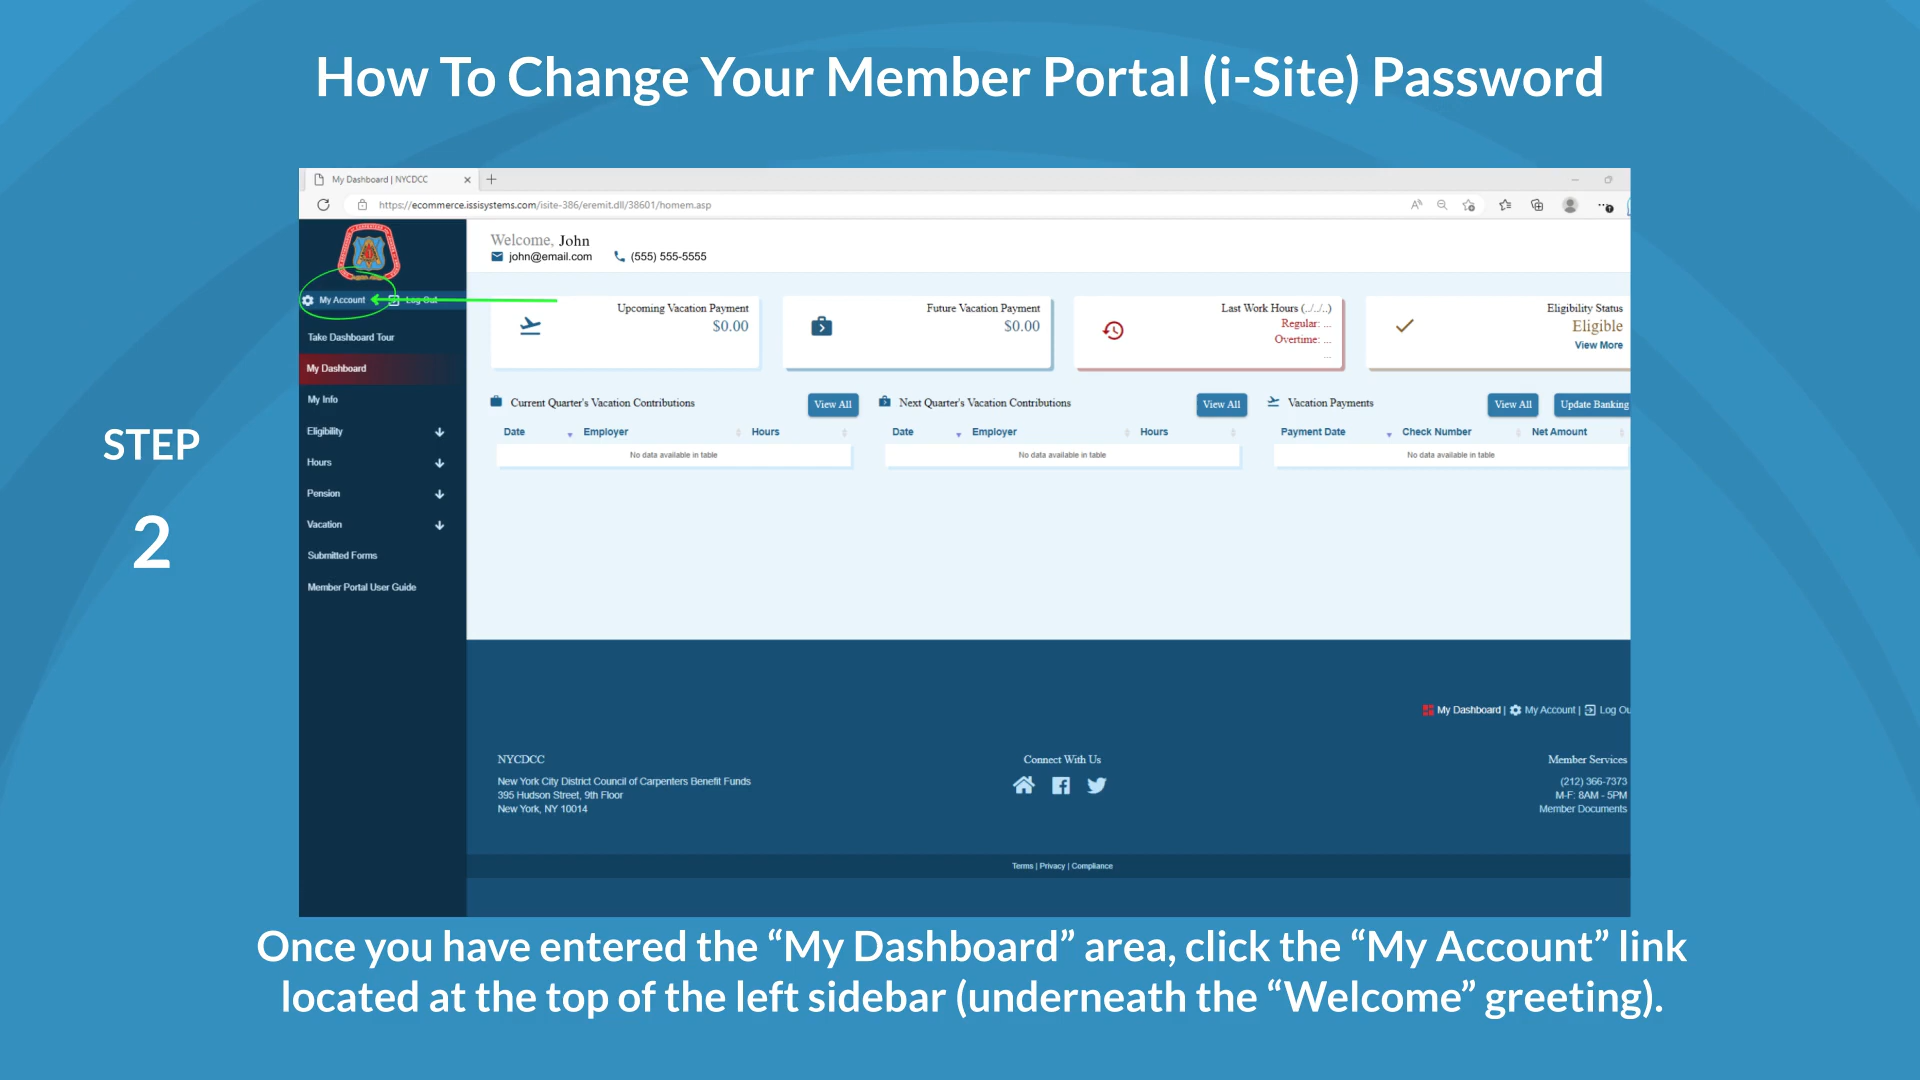 How To Change Your Member Portal (i-Site) Password
My Dashboard | NYCDCC
https://ecommerce.issisystems.com/isite-386/eremit.dll/38601/homem.asp
Welcome, John
john@email.com (555) 555-5555
My Account Log Out
Take Dashboard Tour
My Dashboard
My Info
Eligibility
Hours
Pension
Vacation
Submitted Forms
Member Portal User Guide
Upcoming Vacation Payment
$0.00
Future Vacation Payment
$0.00
Last Work Hours (../../..)
Regular: ...
Overtime: ...
...
Eligibility Status
Eligible
View More
Current Quarter's Vacation Contributions View All
Date Employer Hours
No data available in table
Next Quarter's Vacation Contributions View All
Date Employer Hours
No data available in table
Vacation Payments View All Update Banking
Payment Date Check Number Net Amount
No data available in table
STEP
2
My Dashboard | My Account | Log Ou
NYCDCC
New York City District Council of Carpenters Benefit Funds
395 Hudson Street, 9th Floor
New York, NY 10014
Connect With Us
Member Services
(212) 366-7373
M-F: 8AM - 5PM
Member Documents
Terms | Privacy | Compliance
Once you have entered the “My Dashboard” area, click the “My Account” link
located at the top of the left sidebar (underneath the “Welcome” greeting).